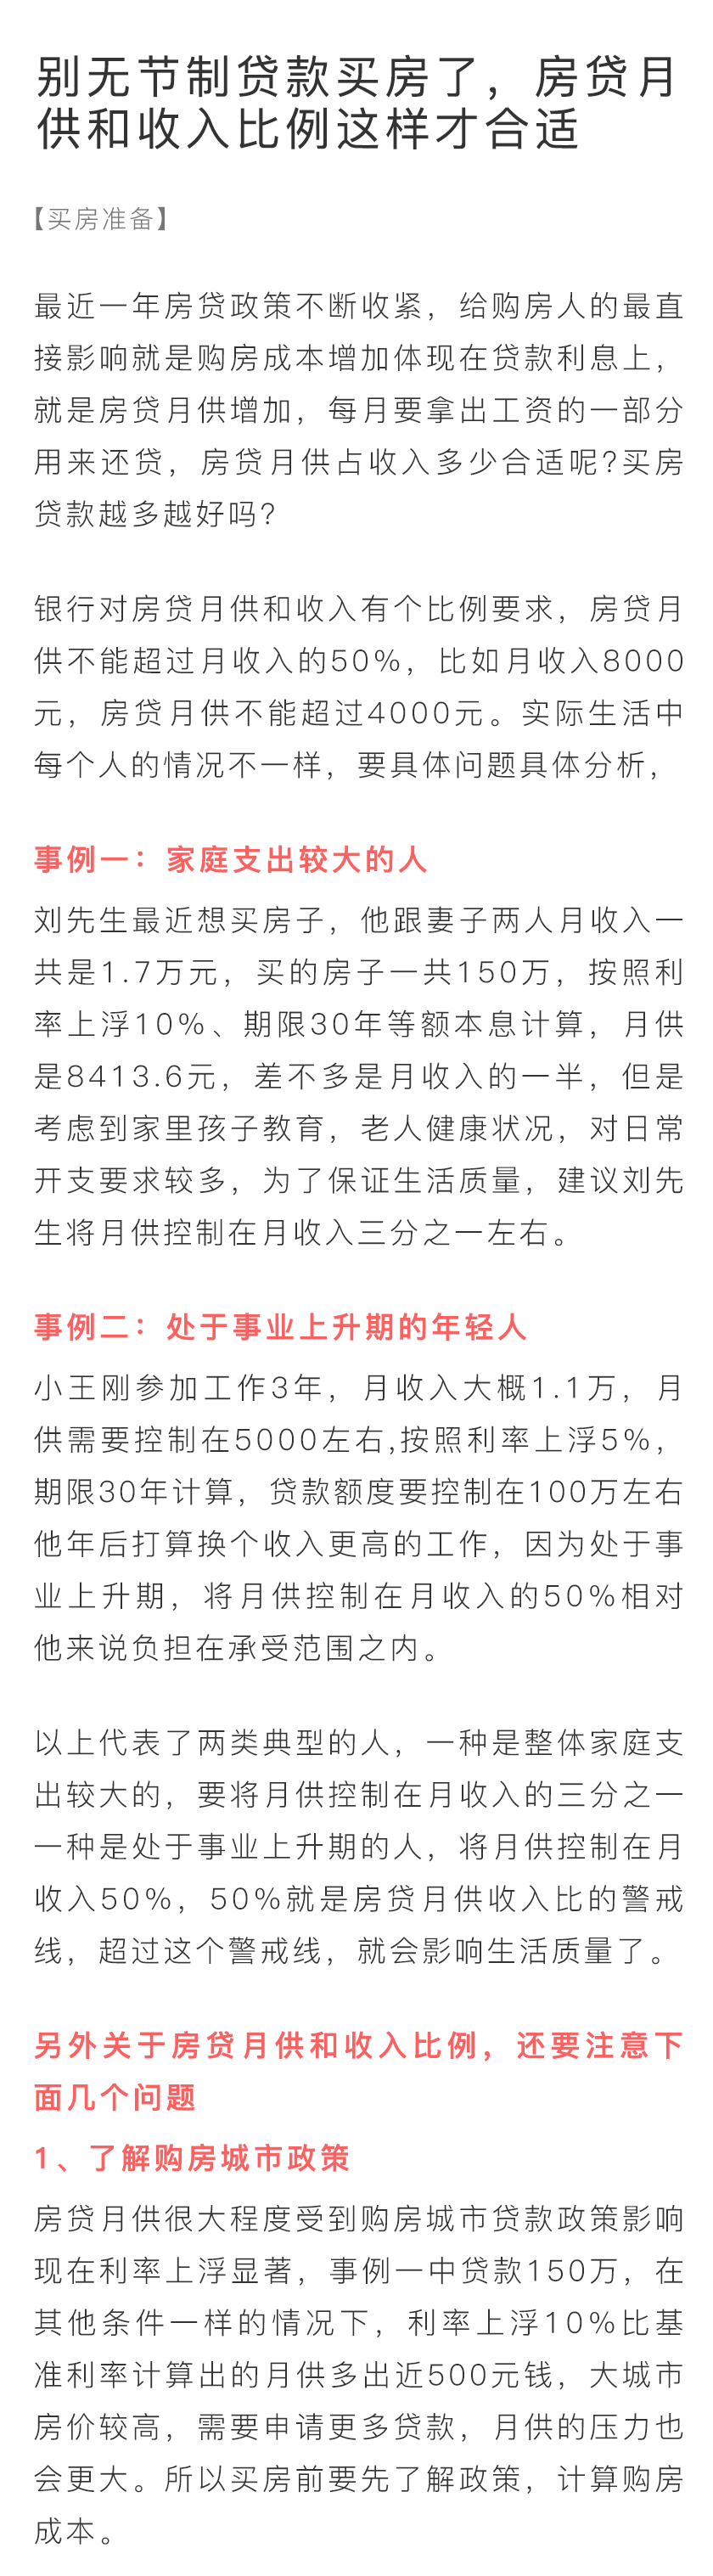 别无节制贷款买房了，房贷月
供和收入比例这样才合适
【买房准备】
最近一年房贷政策不断收紧，给购房人的最直
接影响就是购房成本增加体现在贷款利息上，
就是房贷月供增加，每月要拿出工资的一部分
用来还贷，房贷月供占收入多少合适呢?买房
贷款越多越好吗?
银行对房贷月供和收入有个比例要求，房贷月
供不能超过月收入的50%，比如月收入8000
元，房贷月供不能超过4000元。实际生活中
每个人的情况不一样，要具体问题具体分析，
事例一：家庭支出较大的人
刘先生最近想买房子，他跟妻子两人月收入一
共是1.7万元，买的房子一共150万，按照利
率上浮10%、期限30年等额本息计算，月供
是8413.6元，差不多是月收入的一半，但是
考虑到家里孩子教育，老人健康状况，对日常
开支要求较多，为了保证生活质量，建议刘先
生将月供控制在月收入三分之一左右。
事例二：处于事业上升期的年轻人
小王刚参加工作3年，月收入大概1.1万，月
供需要控制在5000左右,按照利率上浮5%，
期限30年计算，贷款额度要控制在100万左右
他年后打算换个收入更高的工作，因为处于事
业上升期，将月供控制在月收入的50%相对
他来说负担在承受范围之内。
以上代表了两类典型的人，一种是整体家庭支
出较大的，要将月供控制在月收入的三分之一
一种是处于事业上升期的人，将月供控制在月
收入50%，50%就是房贷月供收入比的警戒
线，超过这个警戒线，就会影响生活质量了。
另外关于房贷月供和收入比例，还要注意下
面几个问题
1、了解购房城市政策
房贷月供很大程度受到购房城市贷款政策影响
现在利率上浮显著，事例一中贷款150万，在
其他条件一样的情况下，利率上浮10%比基
准利率计算出的月供多出近500元钱，大城市
房价较高，需要申请更多贷款，月供的压力也
会更大。所以买房前要先了解政策，计算购房
成本。